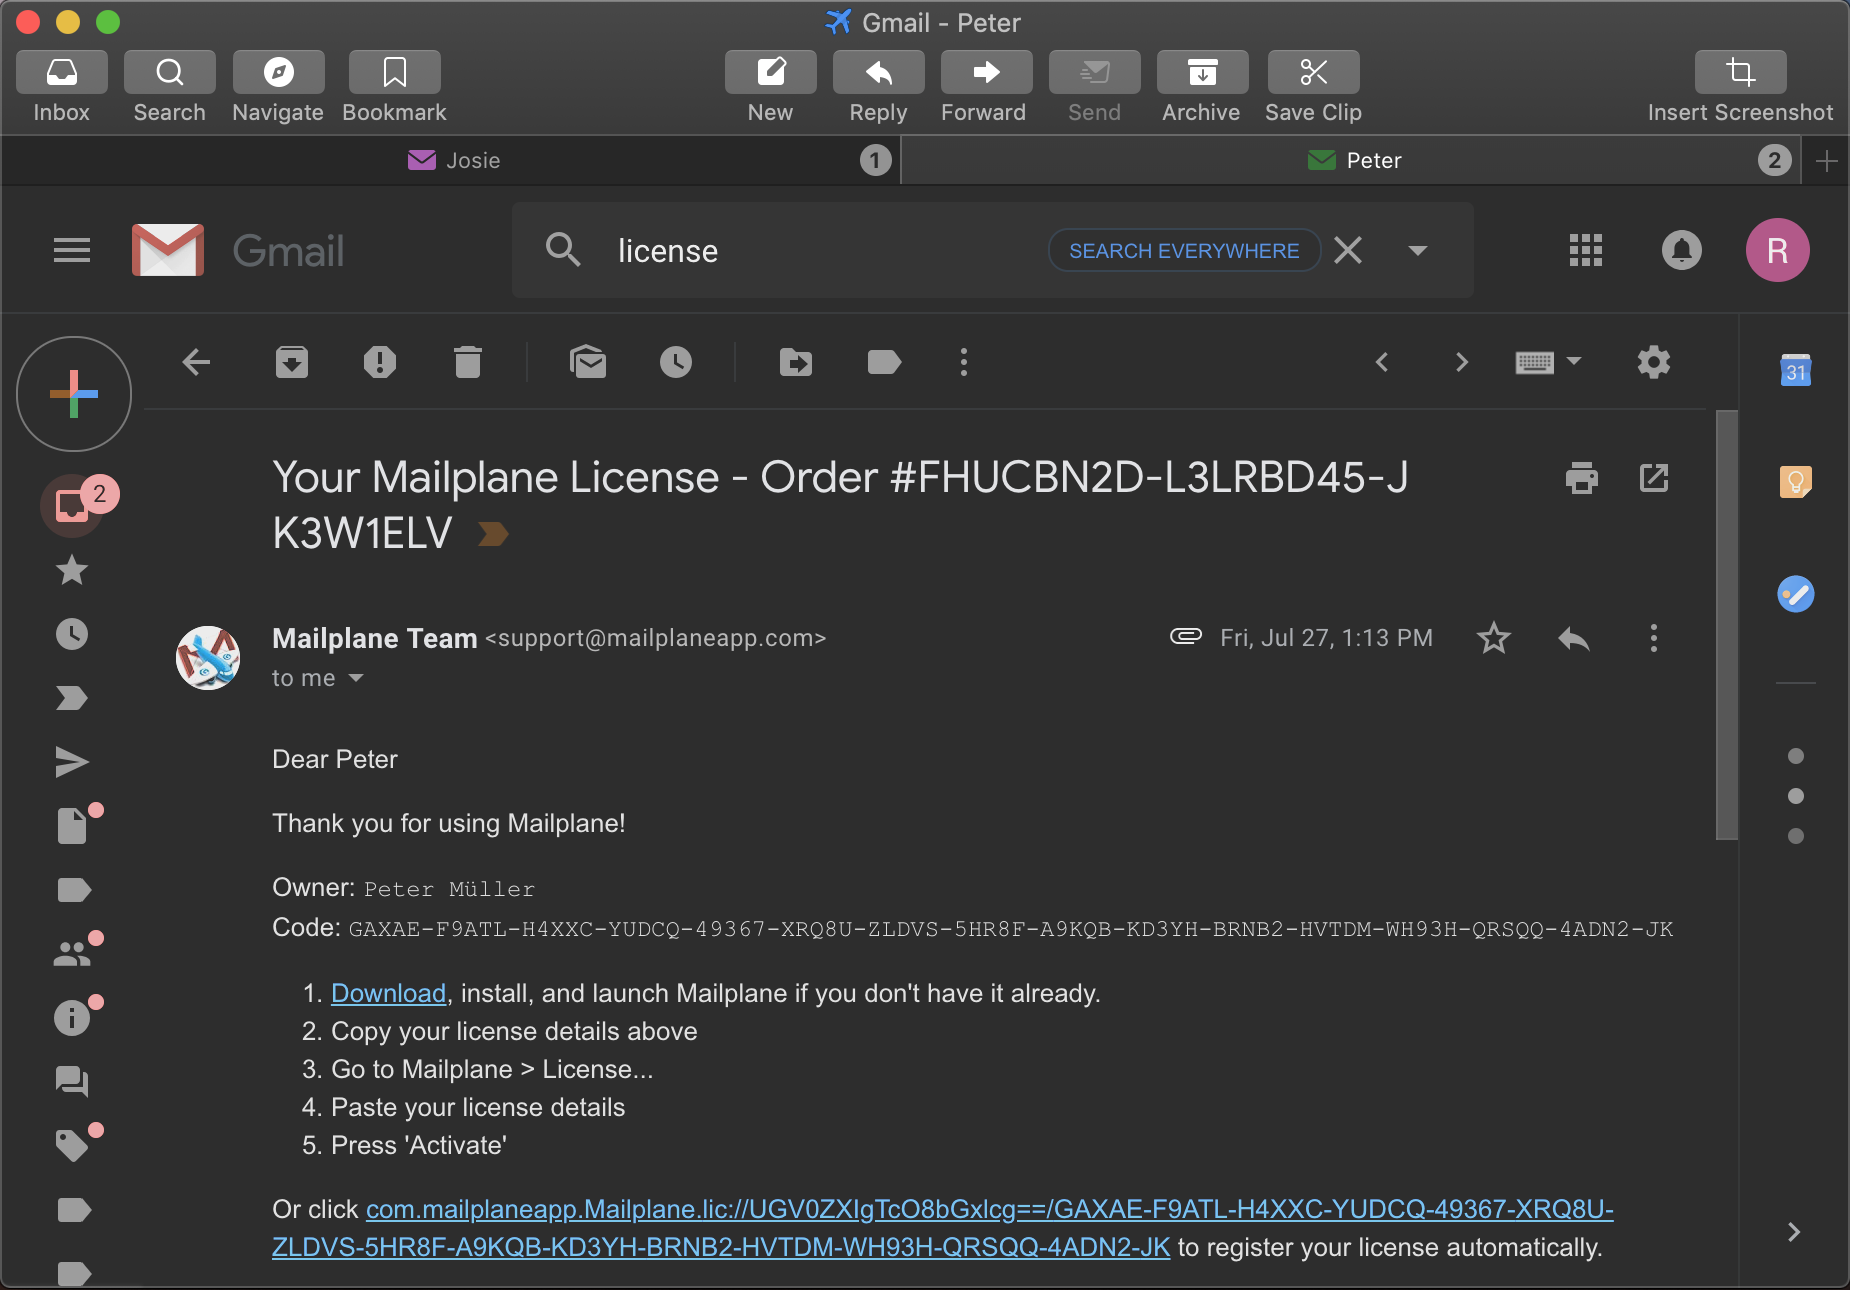 Gmail - Peter
Inbox Search Navigate Bookmark New Reply Forward Send Archive Save Clip Insert Screenshot
Josie 1 Peter 2
Gmail license SEARCH EVERYWHERE R
31
2
Your Mailplane License - Order #FHUCBN2D-L3LRBD45-J
K3W1ELV
Mailplane Team <support@mailplaneapp.com> Fri, Jul 27, 1:13 PM
to me
Dear Peter
Thank you for using Mailplane!
Owner: Peter Müller
Code: GAXAE-F9ATL-H4XXC-YUDCQ-49367-XRQ8U-ZLDVS-5HR8F-A9KQB-KD3YH-BRNB2-HVTDM-WH93H-QRSQQ-4ADN2-JK
1. Download, install, and launch Mailplane if you don't have it already.
2. Copy your license details above
3. Go to Mailplane > License...
4. Paste your license details
5. Press 'Activate'
Or click com.mailplaneapp.Mailplane.lic://UGV0ZXIgTcO8bGxlcg==/GAXAE-F9ATL-H4XXC-YUDCQ-49367-XRQ8U-
ZLDVS-5HR8F-A9KQB-KD3YH-BRNB2-HVTDM-WH93H-QRSQQ-4ADN2-JK to register your license automatically.